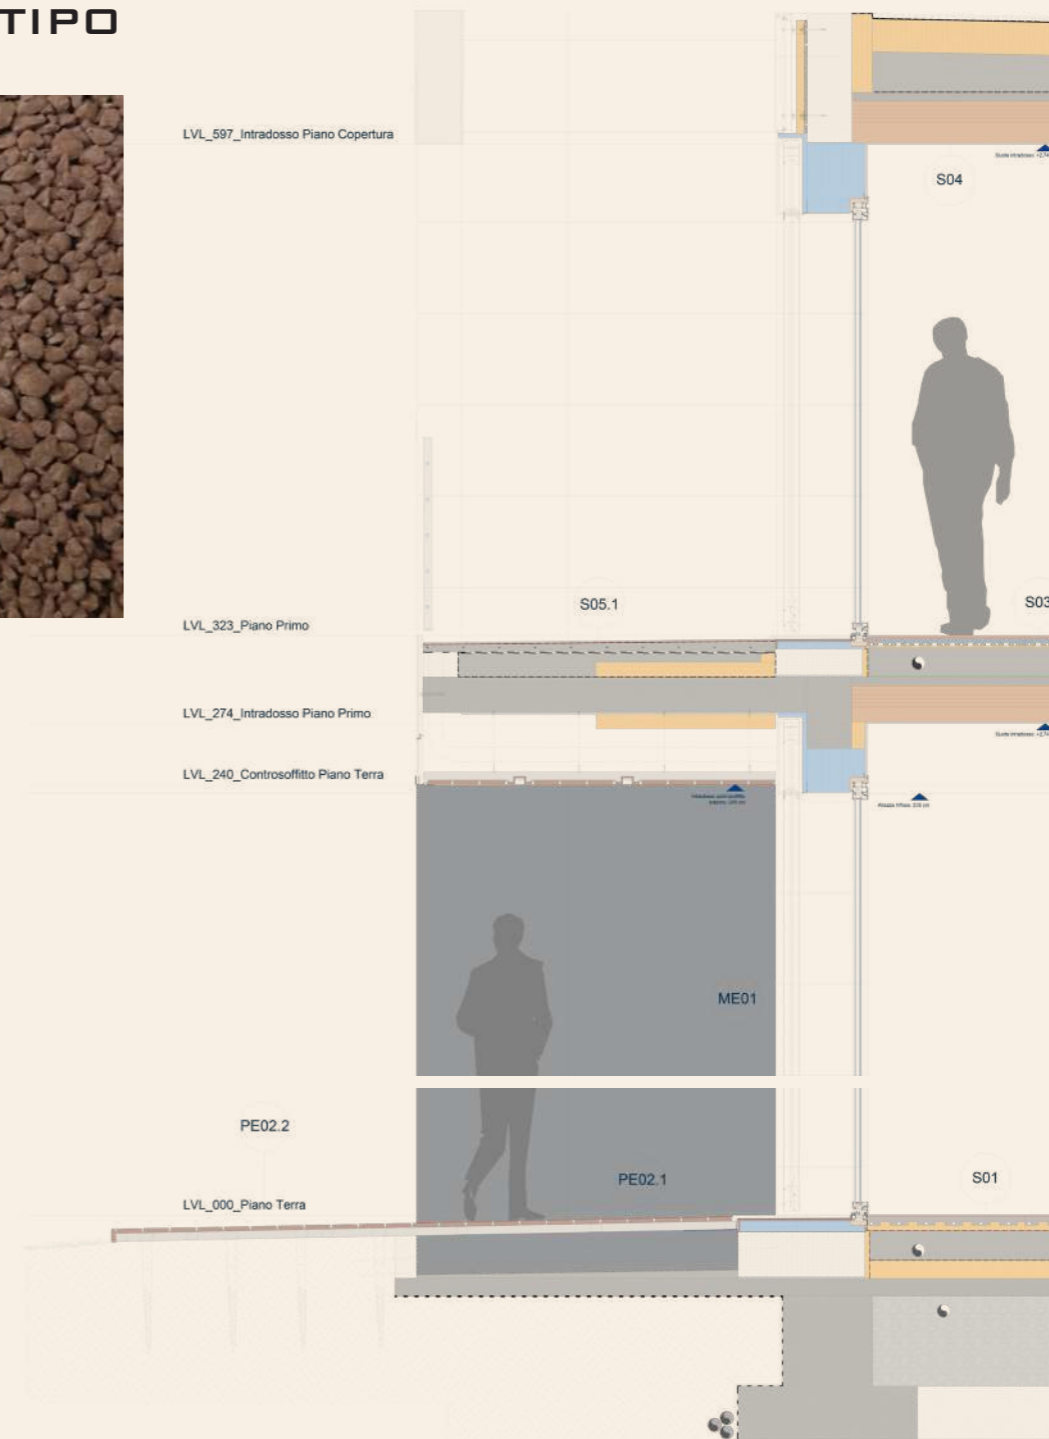 TIPO
LVL_597_Intradosso Piano Copertura
S04
S05.1
S03
LVL_323_Piano Primo
LVL_274_Intradosso Piano Primo
LVL_240_Controsoffitto Piano Terra
ME01
PE02.2
PE02.1
S01
LVL_000_Piano Terra